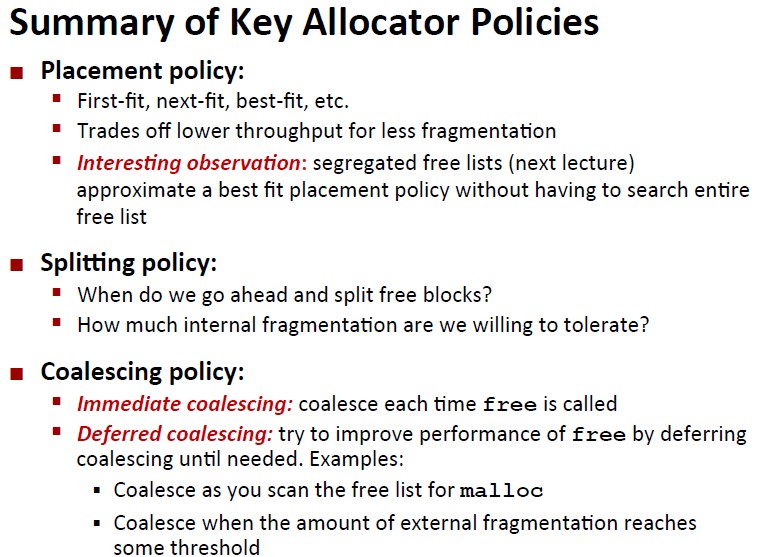 Summary of Key Allocator Policies
■ Placement policy:
▪ First-fit, next-fit, best-fit, etc.
▪ Trades off lower throughput for less fragmentation
▪ Interesting observation: segregated free lists (next lecture)
approximate a best fit placement policy without having to search entire
free list
■ Splitting policy:
▪ When do we go ahead and split free blocks?
▪ How much internal fragmentation are we willing to tolerate?
■ Coalescing policy:
▪ Immediate coalescing: coalesce each time free is called
▪ Deferred coalescing: try to improve performance of free by deferring
coalescing until needed. Examples:
▪ Coalesce as you scan the free list for malloc
▪ Coalesce when the amount of external fragmentation reaches
some threshold